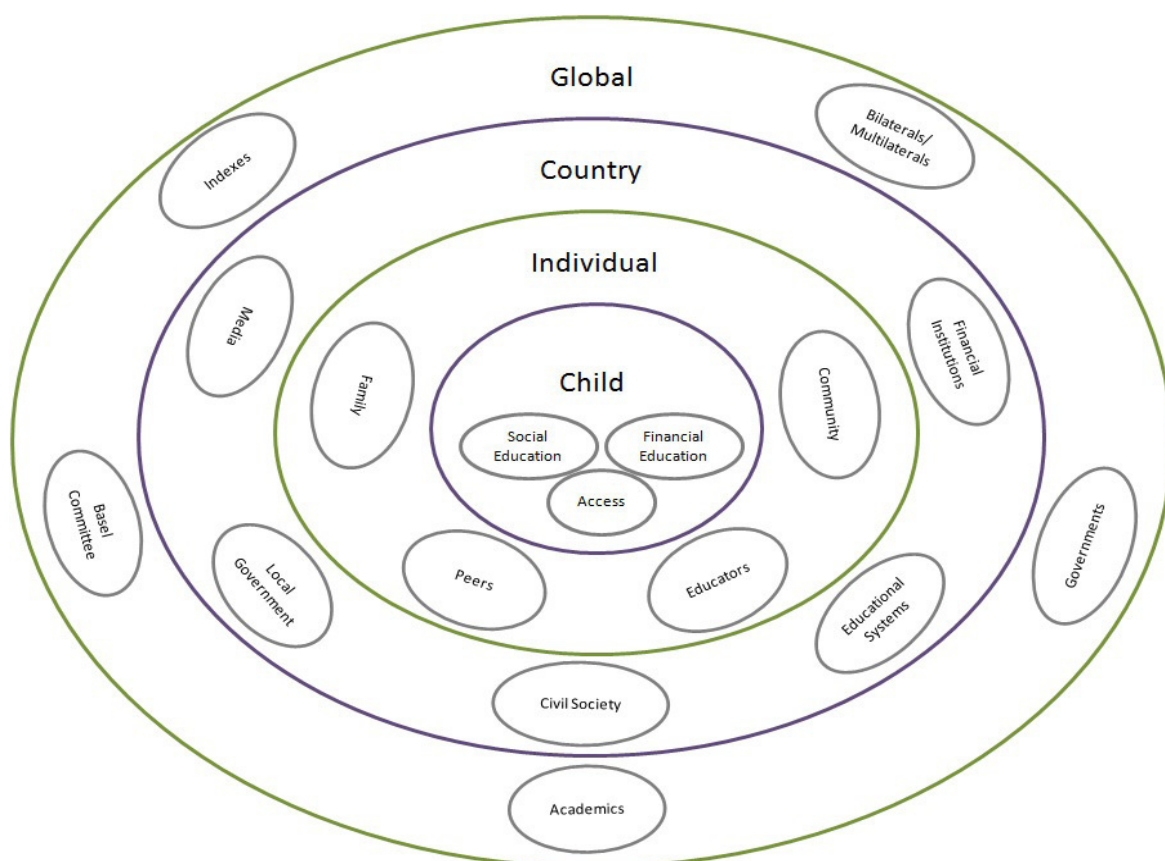 Global
Indexes
Bilaterals/
Multilaterals
Country
Media
Financial
Institutions
Individual
Family
Community
Child
Social
Education
Financial
Education
Access
Basel
Committee
Local
Government
Peers
Educators
Educational
Systems
Governments
Civil Society
Academics